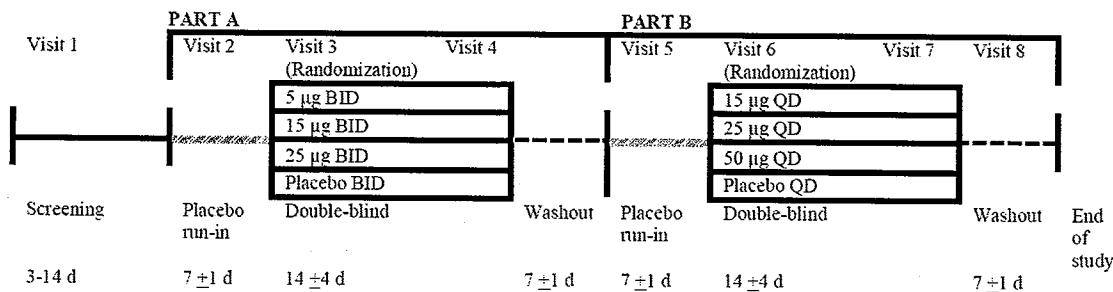 PART A PART B
Visit 1 Visit 2 Visit 3 Visit 4 Visit 5 Visit 6 Visit 7 Visit 8
(Randomization) (Randomization)
5 µg BID 15 µg QD
15 µg BID 25 µg QD
25 µg BID 50 µg QD
Placebo BID Placebo QD
Screening Placebo Double-blind Washout Placebo Double-blind Washout End
run-in run-in of
study
3-14 d 7 ±1 d 14 ±4 d 7 ±1 d 7 ±1 d 14 ±4 d 7 ±1 d